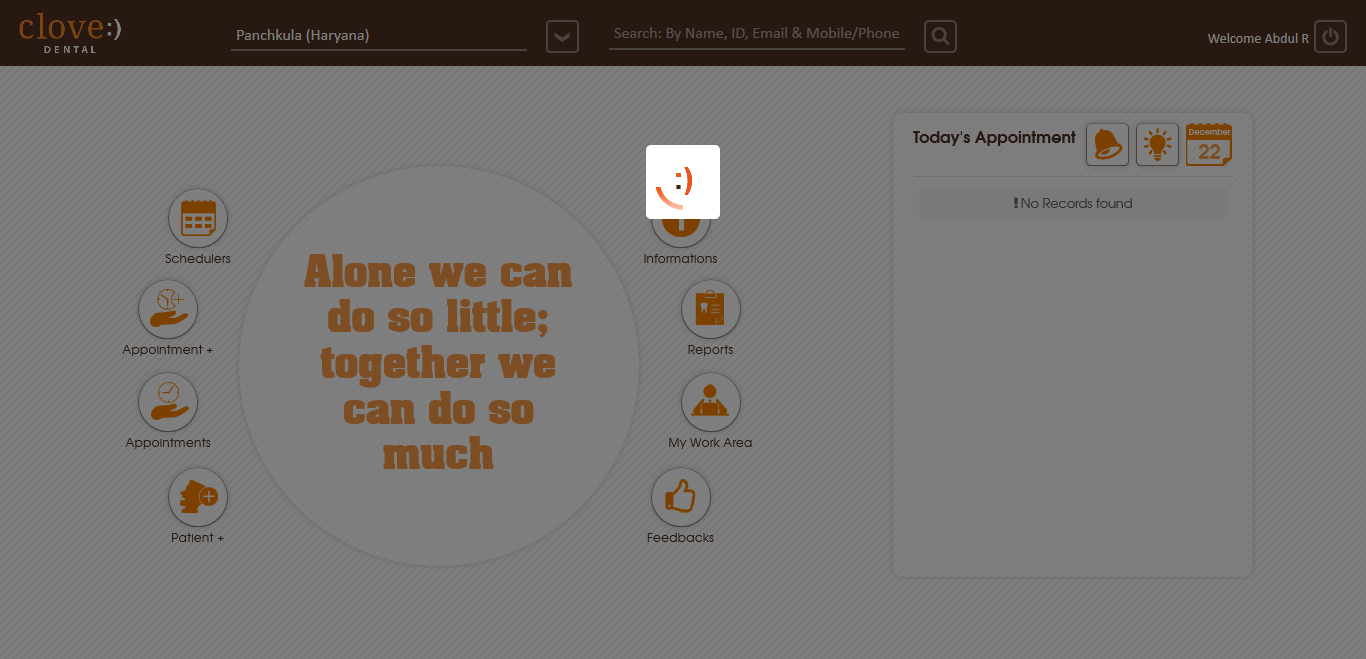 clove:)
DENTAL
Panchkula (Haryana)
Search: By Name, ID, Email & Mobile/Phone
Welcome Abdul R
Today's Appointment
December
22
! No Records found
:)
Schedulers
Appointment +
Appointments
Patient +
Alone we can
do so little;
together we
can do so
much
Informations
Reports
My Work Area
Feedbacks